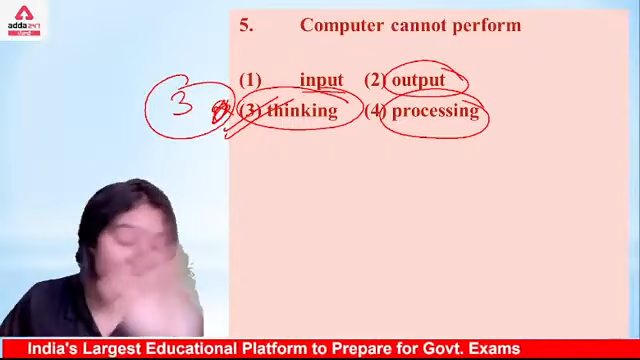 adda247
ਪੰਜਾਬੀ
5. Computer cannot perform
(1) input (2) output
3 (3) thinking (4) processing
India's Largest Educational Platform to Prepare for Govt. Exams